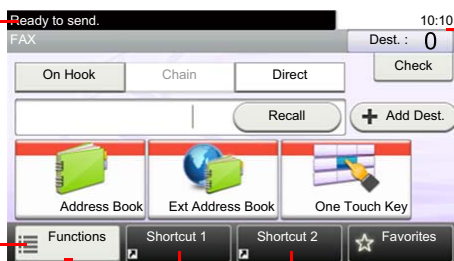 Ready to send.
10:10
FAX
Dest. : 0
On Hook
Chain
Direct
Check
Recall
Add Dest.
Address Book
Ext Address Book
One Touch Key
Functions
Shortcut 1
Shortcut 2
Favorites